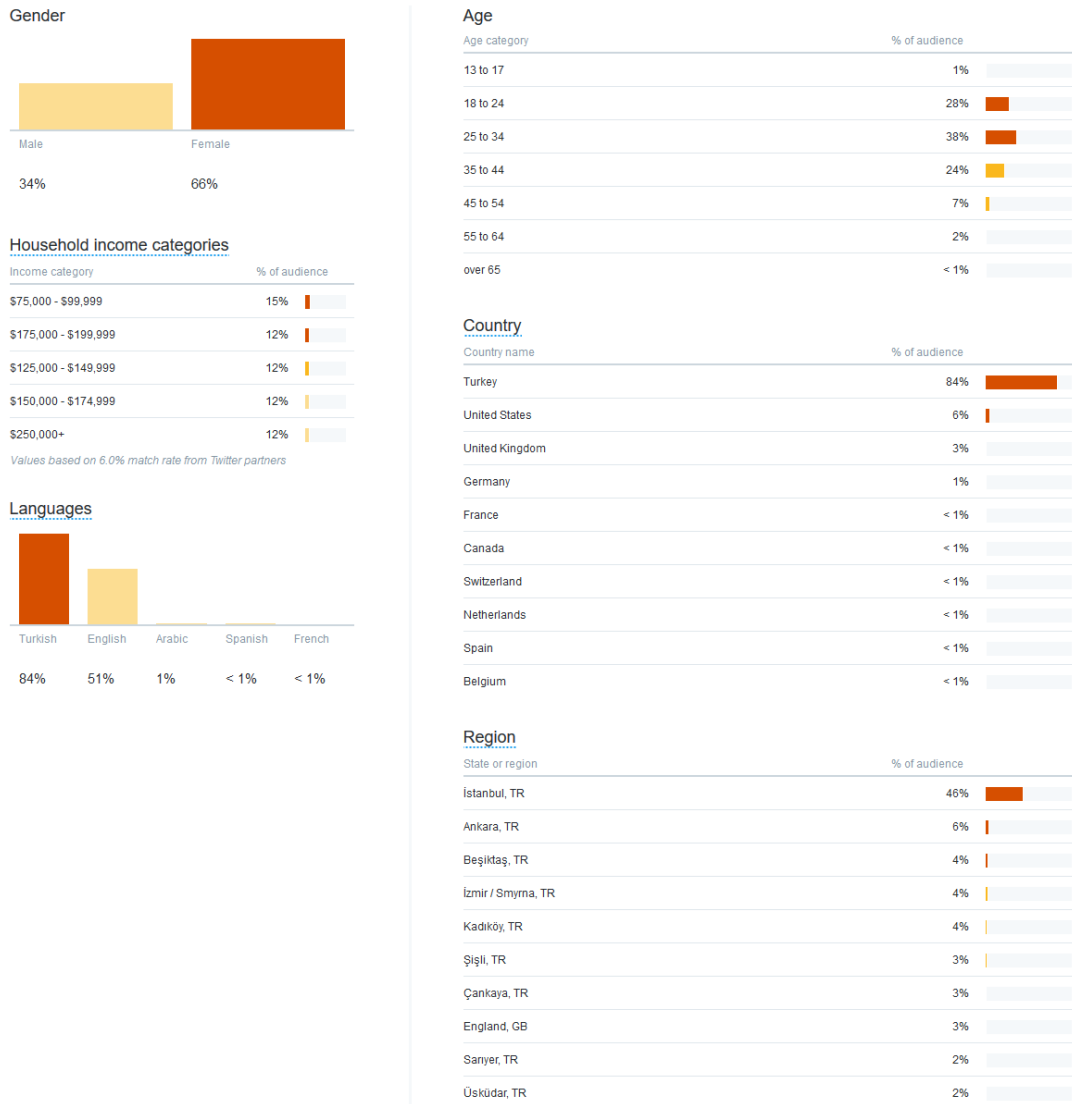 Gender
Male Female
34% 66%
Household income categories
Income category % of audience
$75,000 - $99,999 15%
$175,000 - $199,999 12%
$125,000 - $149,999 12%
$150,000 - $174,999 12%
$250,000+ 12%
Values based on 6.0% match rate from Twitter partners
Languages
Turkish English Arabic Spanish French
84% 51% 1% < 1% < 1%
Age
Age category % of audience
13 to 17 1%
18 to 24 28%
25 to 34 38%
35 to 44 24%
45 to 54 7%
55 to 64 2%
over 65 < 1%
Country
Country name % of audience
Turkey 84%
United States 6%
United Kingdom 3%
Germany 1%
France < 1%
Canada < 1%
Switzerland < 1%
Netherlands < 1%
Spain < 1%
Belgium < 1%
Region
State or region % of audience
İstanbul, TR 46%
Ankara, TR 6%
Beşiktaş, TR 4%
İzmir / Smyrna, TR 4%
Kadıköy, TR 4%
Şişli, TR 3%
Çankaya, TR 3%
England, GB 3%
Sarıyer, TR 2%
Üsküdar, TR 2%